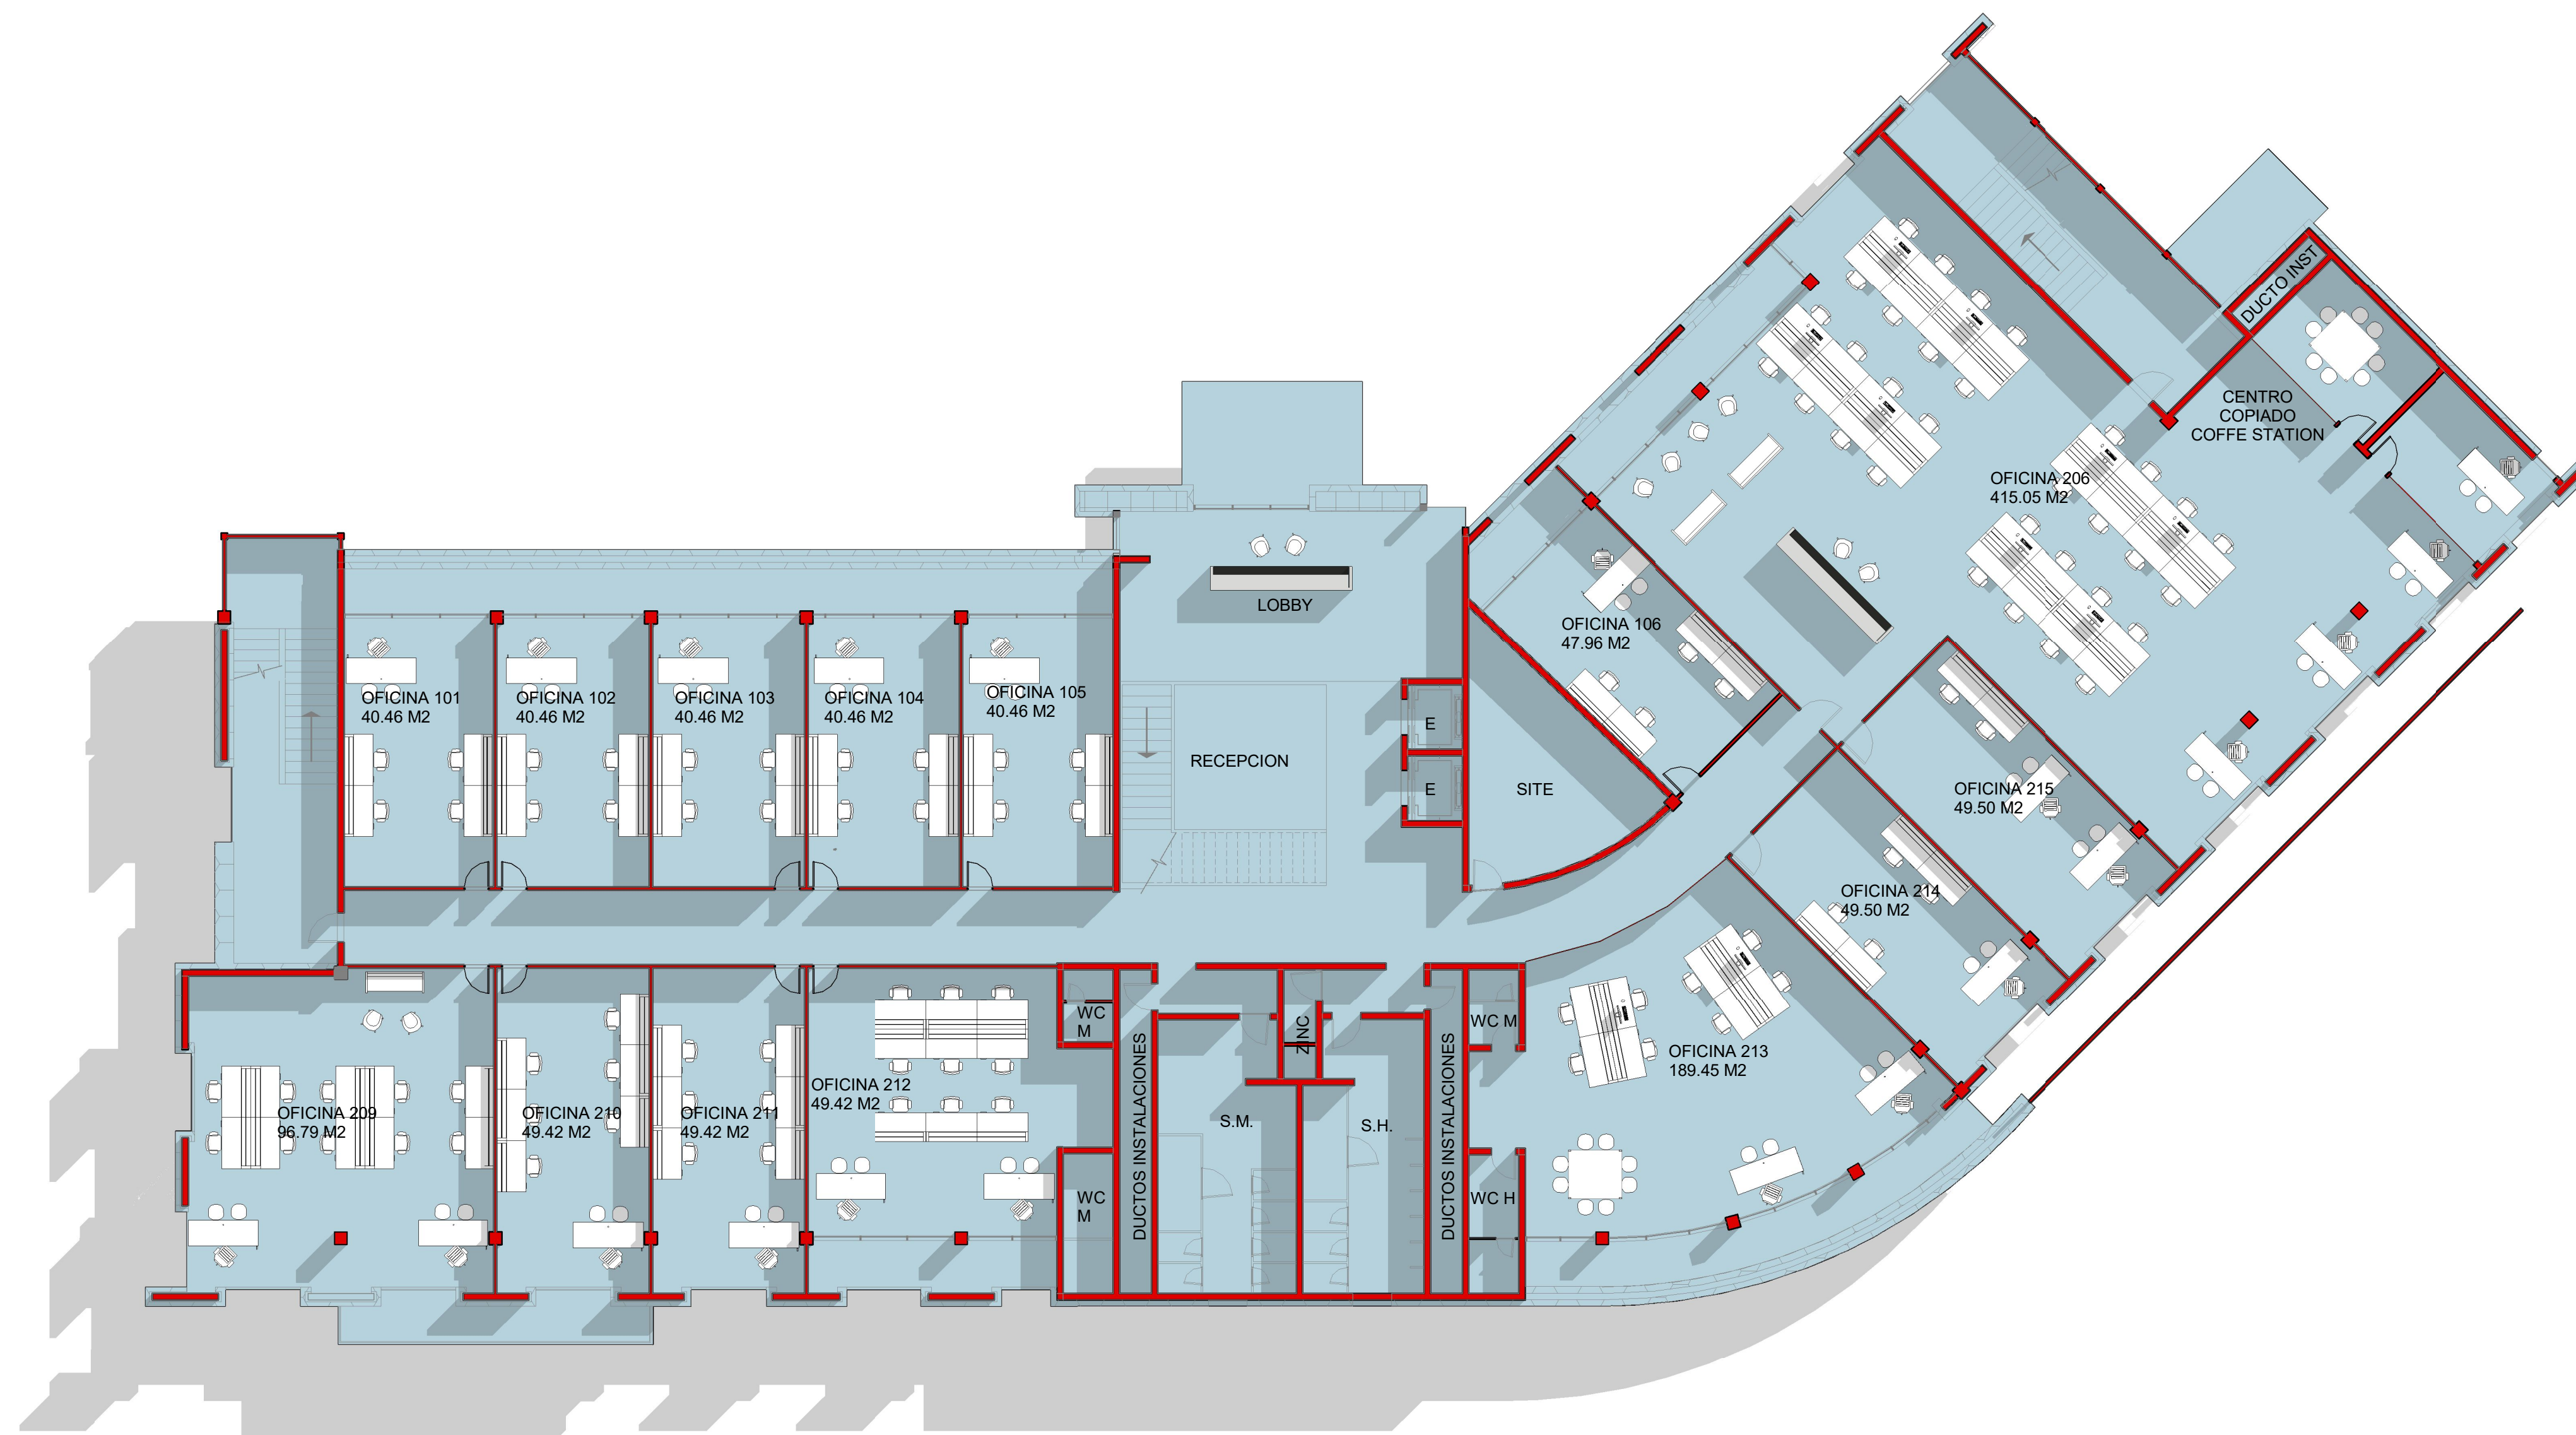 DUCTO INST
CENTRO
COPIADO
COFFE STATION
OFICINA 206
415.05 M2
LOBBY
OFICINA 106
47.96 M2
OFICINA 101
40.46 M2
OFICINA 102
40.46 M2
OFICINA 103
40.46 M2
OFICINA 104
40.46 M2
OFICINA 105
40.46 M2
E
RECEPCION
E
SITE
OFICINA 215
49.50 M2
OFICINA 214
49.50 M2
WC
M
ZINC
WC M
OFICINA 213
189.45 M2
OFICINA 209
96.79 M2
OFICINA 210
49.42 M2
OFICINA 211
49.42 M2
OFICINA 212
49.42 M2
DUCTOS INSTALACIONES
S.M.
S.H.
DUCTOS INSTALACIONES
WC
M
WC H